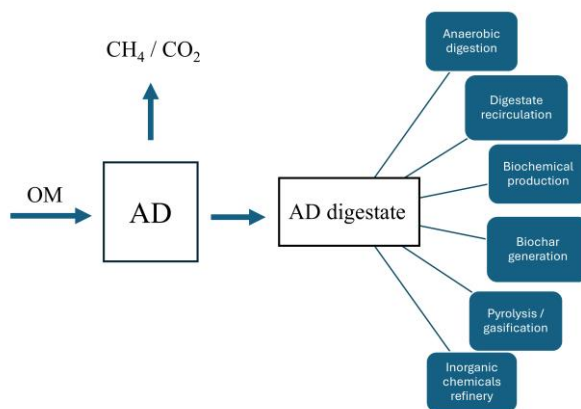 CH₄ / CO₂
OM
AD
AD digestate
Anaerobic
digestion
Digestate
recirculation
Biochemical
production
Biochar
generation
Pyrolysis /
gasification
Inorganic
chemicals
refinery